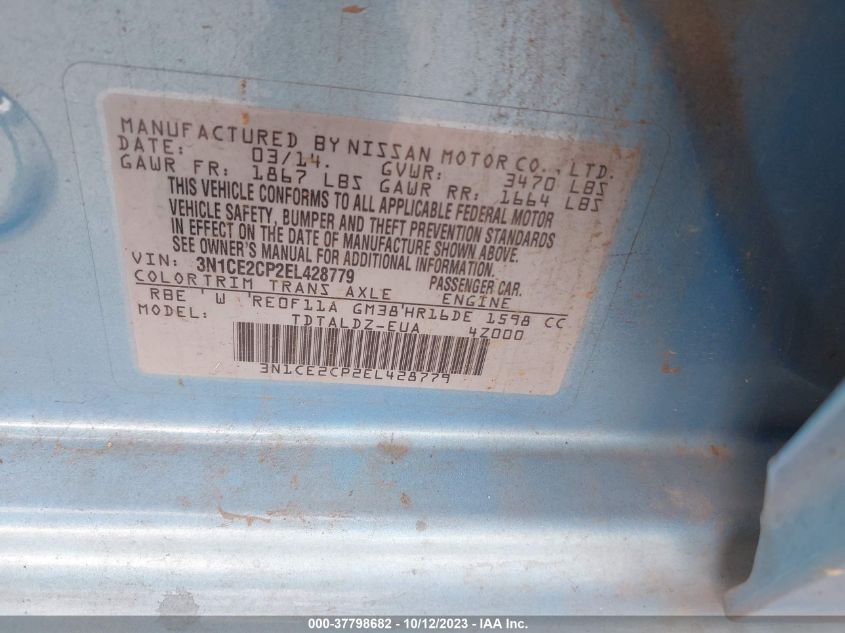 MANUFACTURED BY NISSAN MOTOR CO., LTD.
DATE: 03/14. GVWR: 3470 LBS
GAWR FR: 1867 LBS GAWR RR: 1664 LBS
THIS VEHICLE CONFORMS TO ALL APPLICABLE FEDERAL MOTOR
VEHICLE SAFETY, BUMPER AND THEFT PREVENTION STANDARDS
IN EFFECT ON THE DATE OF MANUFACTURE SHOWN ABOVE.
SEE OWNER'S MANUAL FOR ADDITIONAL INFORMATION.
VIN: 3N1CE2CP2EL428779 PASSENGER CAR.
COLOR TRIM TRANS AXLE ENGINE
RBE ' W 'RE0F11A GM38'HR16DE 1598 CC
MODEL: TDTALDZ-EUA 4Z000
3N1CE2CP2EL428779
000-37798682 - 10/12/2023 - IAA Inc.